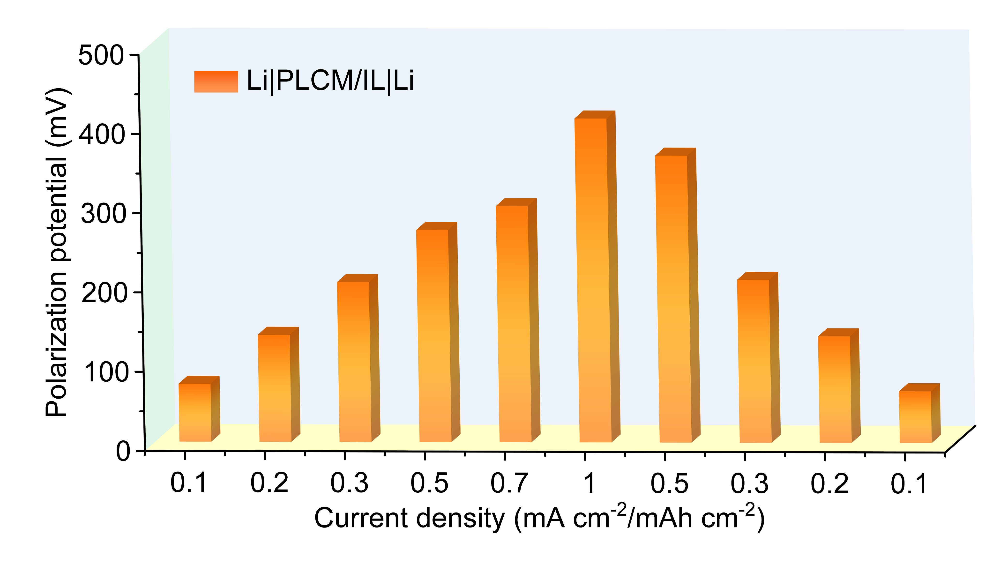 Polarization potential (mV)
500
400
300
200
100
0
Li|PLCM/IL|Li
0.1 0.2 0.3 0.5 0.7 1 0.5 0.3 0.2 0.1
Current density (mA cm⁻²/mAh cm⁻²)